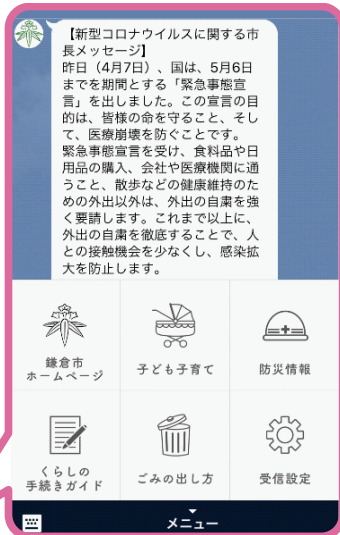 【新型コロナウイルスに関する市
長メッセージ】
昨日（4月7日）、国は、5月6日
までを期間とする「緊急事態宣
言」を出しました。この宣言の目
的は、皆様の命を守ること、そし
て、医療崩壊を防ぐことです。
緊急事態宣言を受け、食料品や日
用品の購入、会社や医療機関に通
うこと、散歩などの健康維持のた
めの外出以外は、外出の自粛を強
く要請します。これまで以上に、
外出の自粛を徹底することで、人
との接触機会を少なくし、感染拡
大を防止します。
鎌倉市
ホームページ
子ども子育て
防災情報
くらしの
手続きガイド
ごみの出し方
受信設定
メニュー